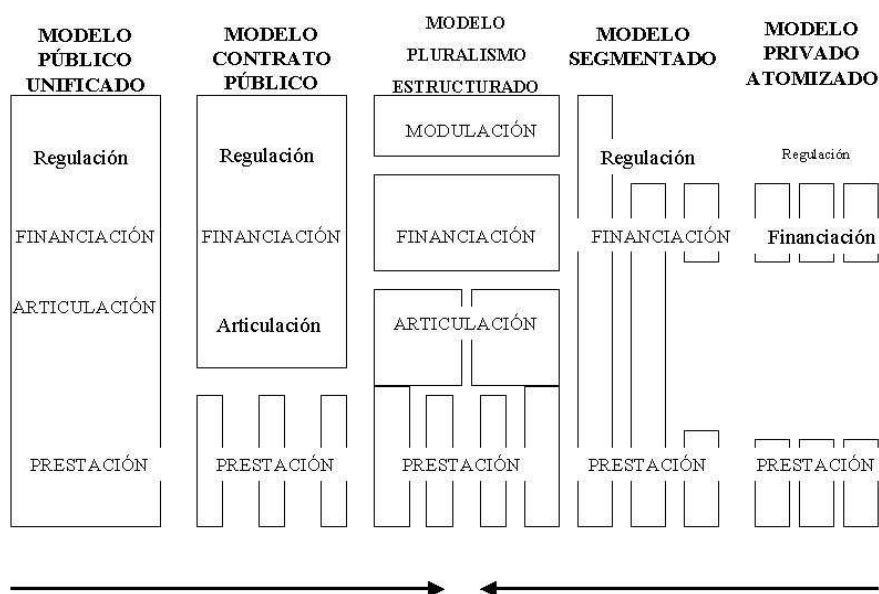 MODELO
PÚBLICO
UNIFICADO
MODELO
CONTRATO
PÚBLICO
MODELO
PLURALISMO
ESTRUCTURADO
MODELO
SEGMENTADO
MODELO
PRIVADO
ATOMIZADO
Regulación
Regulación
MODULACIÓN
Regulación
Regulación
FINANCIACIÓN
FINANCIACIÓN
FINANCIACIÓN
FINANCIACIÓN
Financiación
ARTICULACIÓN
Articulación
ARTICULACIÓN
PRESTACIÓN
PRESTACIÓN
PRESTACIÓN
PRESTACIÓN
PRESTACIÓN